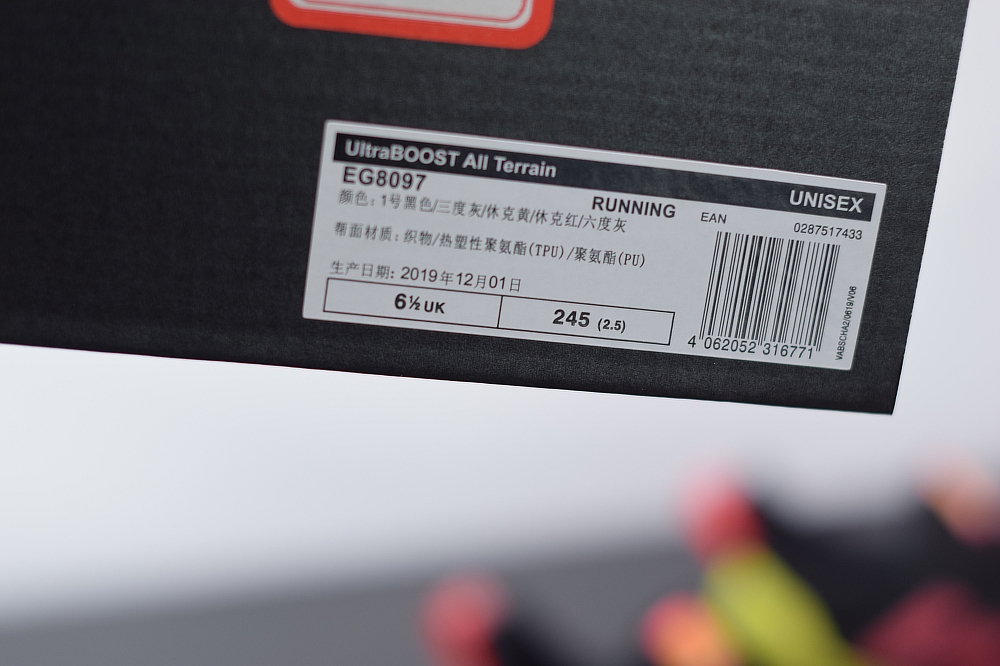 UltraBOOST All Terrain
UNISEX
EG8097
RUNNING
EAN
0287517433
颜色: 1号黑色/三度灰/休克黄/休克红/六度灰
帮面材质: 织物/热塑性聚氨酯(TPU)/聚氨酯(PU)
生产日期: 2019年12月01日
6½ UK
245 (2.5)
4 062052 316771
VABSCHA2/0619/V06